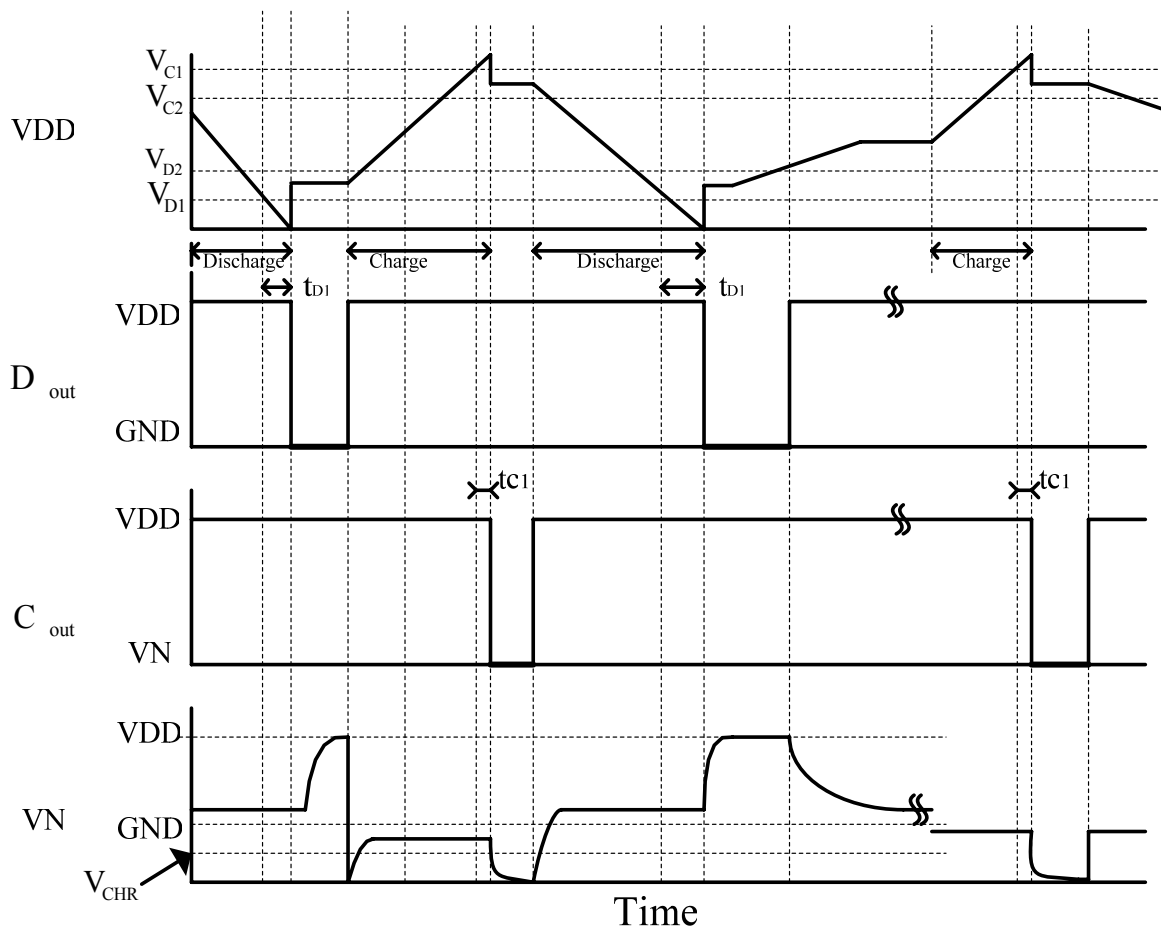 VC1
VC2
VDD
VD2
VD1
Discharge
Charge
Discharge
Charge
tD1
tD1
VDD
D out
GND
tC1
tC1
VDD
C out
VN
VDD
VN
GND
VCHR
Time